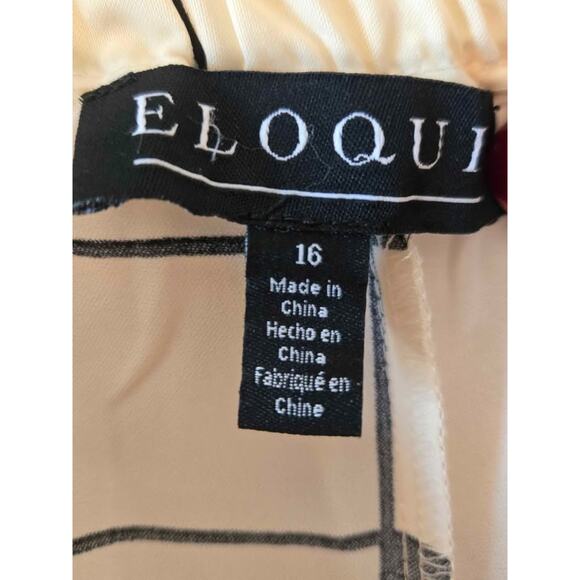 ELOQUI
16
Made in
China
Hecho en
China
Fabriqué en
Chine